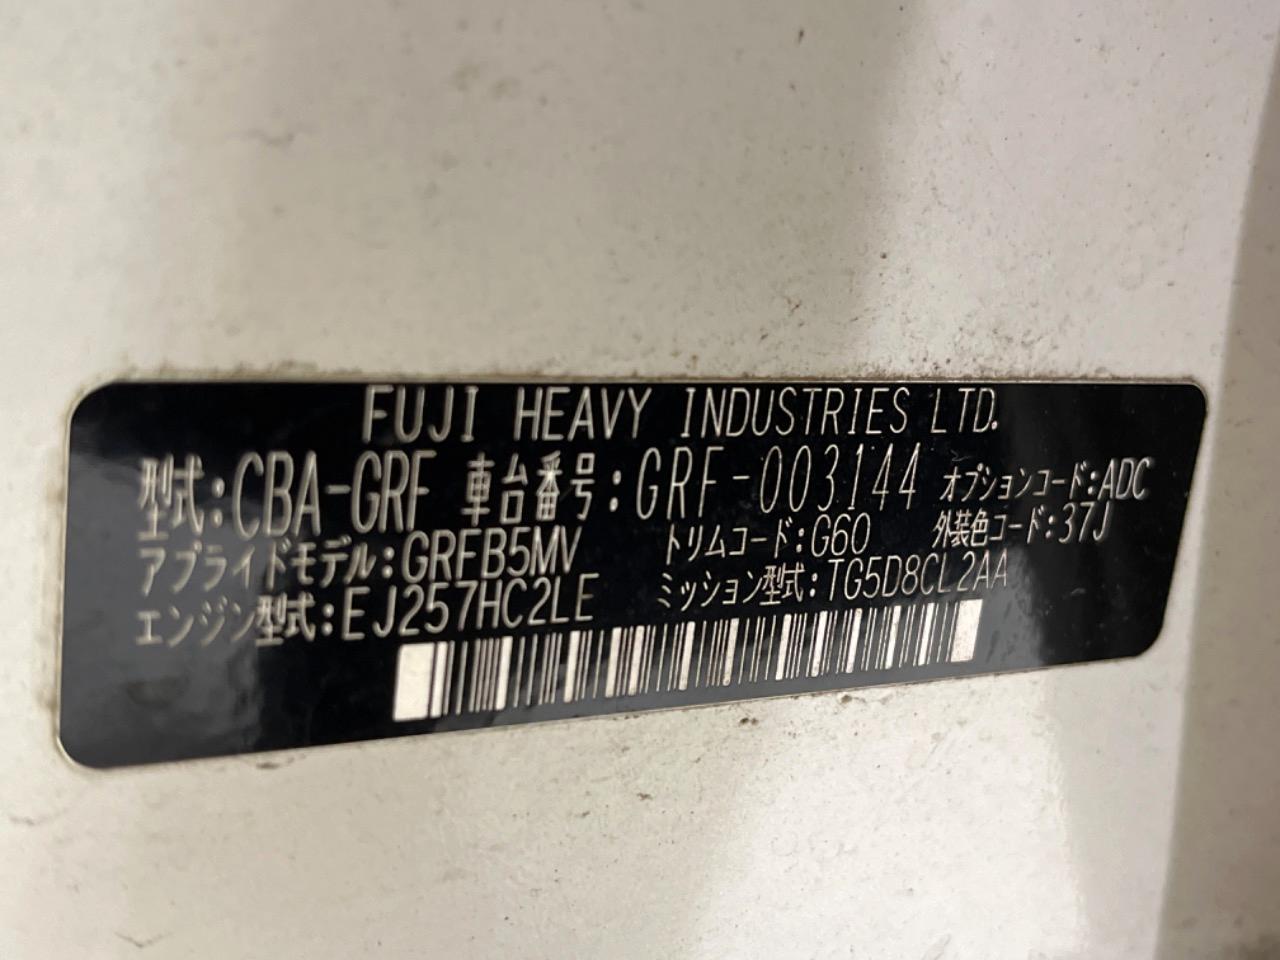 FUJI HEAVY INDUSTRIES LTD.
型式:CBA-GRF 車台番号:GRF-003144 オプションコード:ADC
アプライドモデル:GRFB5MV トリムコード:G60 外装色コード:37J
エンジン型式:EJ257HC2LE ミッション型式:TG5D8CL2AA